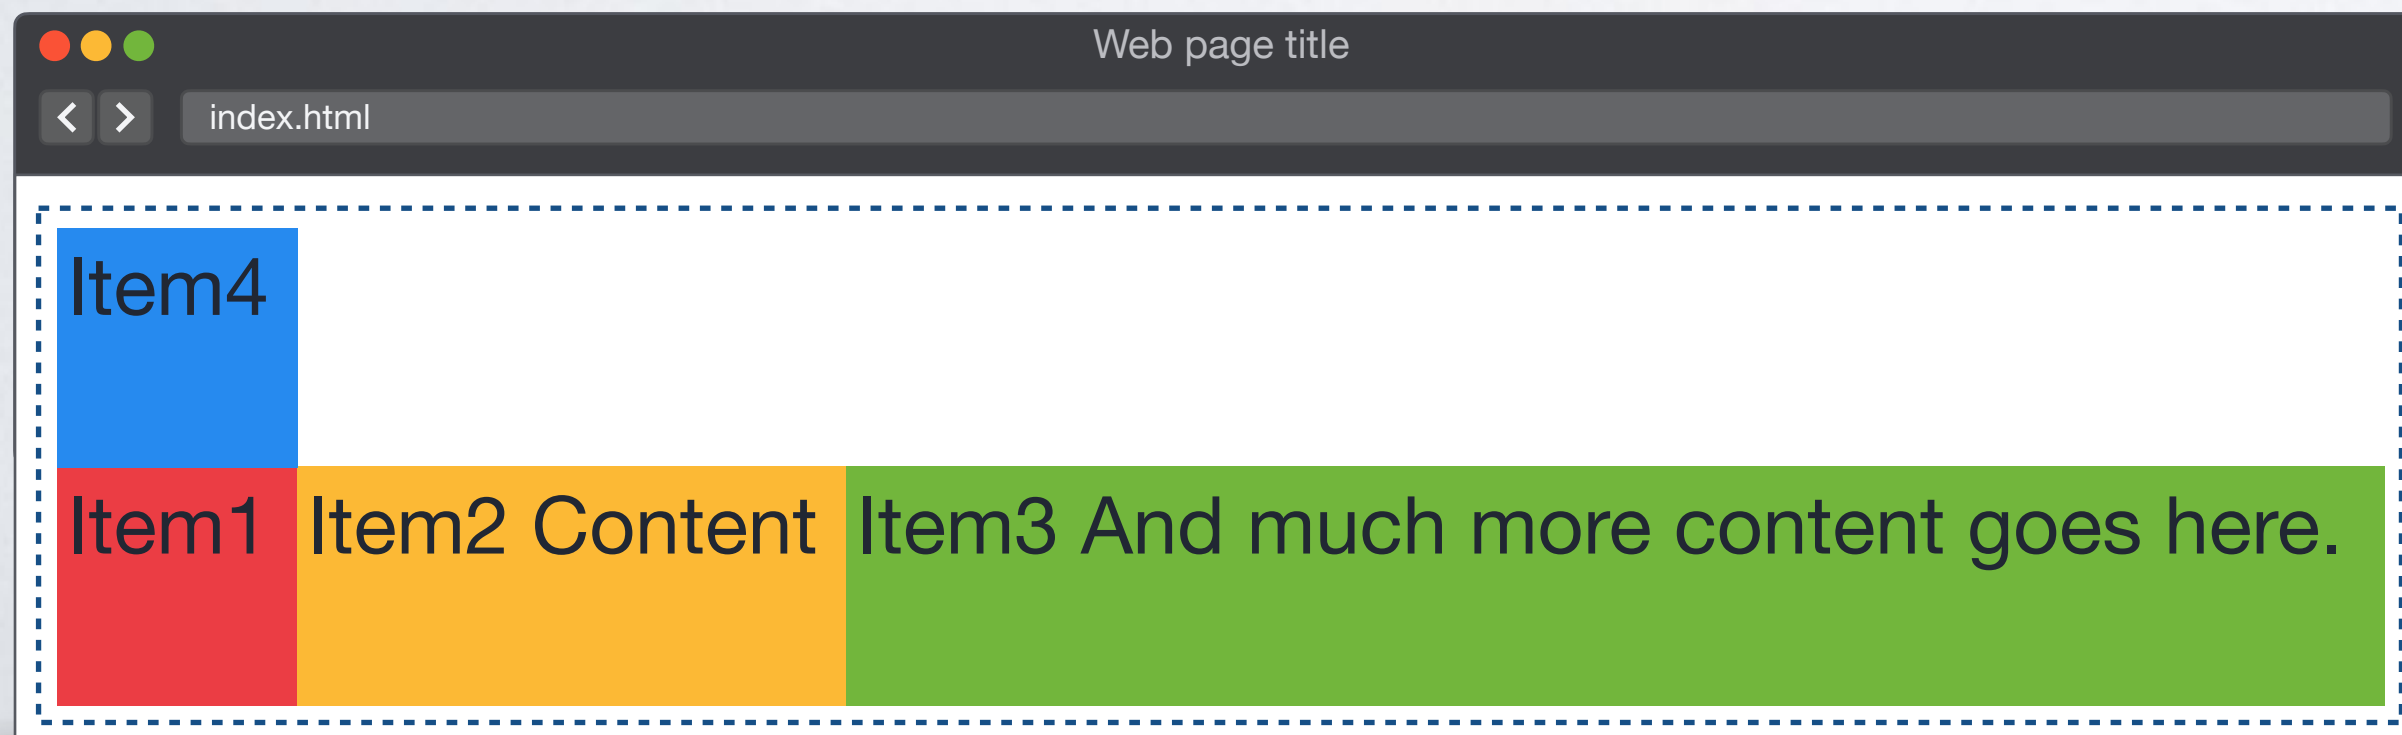 Web page title
index.html
Item4
Item1 Item2 Content Item3 And much more content goes here.